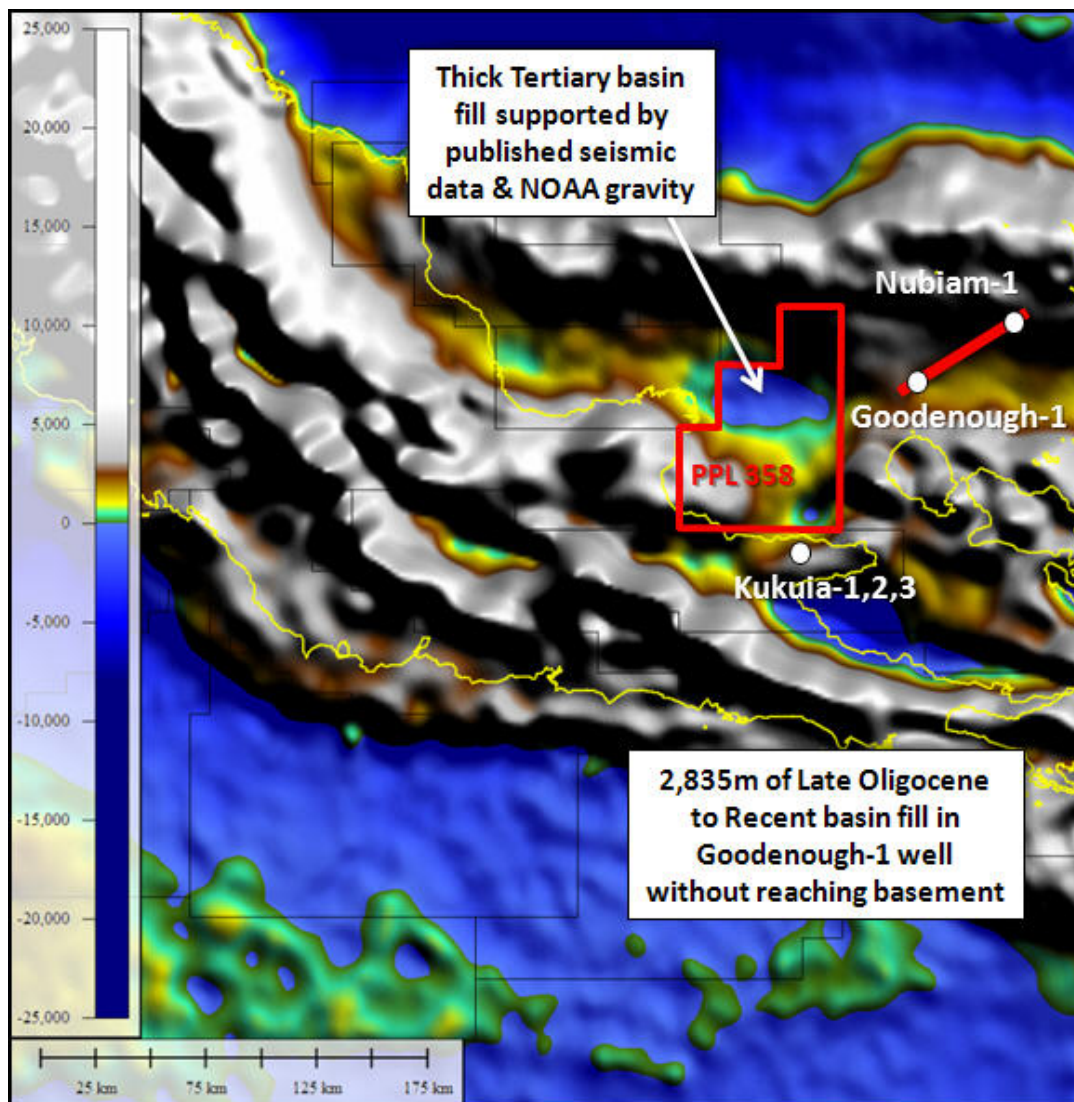 25,000
20,000
15,000
10,000
5,000
0
-5,000
-10,000
-15,000
-20,000
-25,000
Thick Tertiary basin
fill supported by
published seismic
data & NOAA gravity
Nubiam-1
Goodenough-1
PPL 358
Kukuia-1,2,3
2,835m of Late Oligocene
to Recent basin fill in
Goodenough-1 well
without reaching basement
25 km
75 km
125 km
175 km